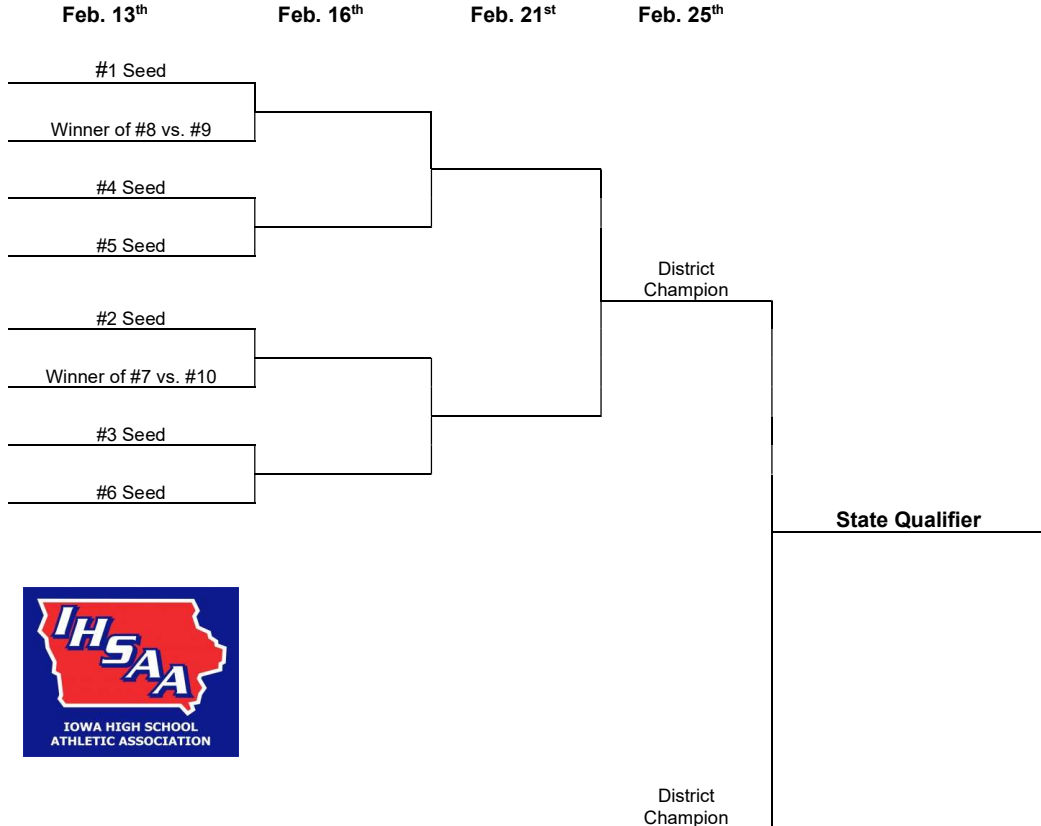 Feb. 13th Feb. 16th Feb. 21st Feb. 25th
#1 Seed
Winner of #8 vs. #9
#4 Seed
#5 Seed
District
Champion
#2 Seed
Winner of #7 vs. #10
#3 Seed
#6 Seed
State Qualifier
IHSAA
IOWA HIGH SCHOOL
ATHLETIC ASSOCIATION
District
Champion